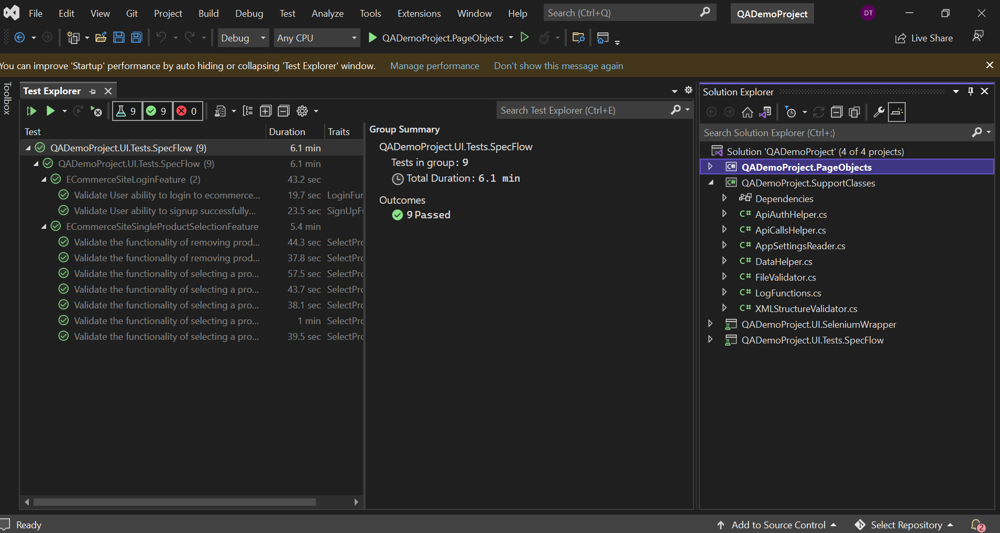 File Edit View Git Project Build Debug Test Analyze Tools Extensions Window Help Search (Ctrl+Q) QADemoProject DT
Debug Any CPU QADemoProject.PageObjects Live Share
You can improve 'Startup' performance by auto hiding or collapsing 'Test Explorer' window. Manage performance Don't show this message again
Toolbox
Test Explorer
9 9 0 Search Test Explorer (Ctrl+E)
Test Duration Traits
QADemoProject.UI.Tests.SpecFlow (9) 6.1 min
QADemoProject.UI.Tests.SpecFlow (9) 6.1 min
ECommerceSiteLoginFeature (2) 43.2 sec
Validate User ability to login to ecommerce... 19.7 sec LoginFur
Validate User ability to signup successfully... 23.5 sec SignUpF
ECommerceSiteSingleProductSelectionFeature 5.4 min
Validate the functionality of removing prod... 44.3 sec SelectPro
Validate the functionality of removing prod... 37.8 sec SelectPro
Validate the functionality of selecting a pro... 57.5 sec SelectPro
Validate the functionality of selecting a pro... 43.7 sec SelectPro
Validate the functionality of selecting a pro... 38.1 sec SelectPro
Validate the functionality of selecting a pro... 1 min SelectPro
Validate the functionality of selecting a pro... 39.5 sec SelectPro
Group Summary
QADemoProject.UI.Tests.SpecFlow
Tests in group: 9
Total Duration: 6.1 min
Outcomes
9 Passed
Solution Explorer
Search Solution Explorer (Ctrl+;)
Solution 'QADemoProject' (4 of 4 projects)
C# QADemoProject.PageObjects
C# QADemoProject.SupportClasses
Dependencies
C# ApiAuthHelper.cs
C# ApiCallsHelper.cs
C# AppSettingsReader.cs
C# DataHelper.cs
C# FileValidator.cs
C# LogFunctions.cs
C# XMLStructureValidator.cs
QADemoProject.UI.SeleniumWrapper
QADemoProject.UI.Tests.SpecFlow
Ready Add to Source Control Select Repository 2